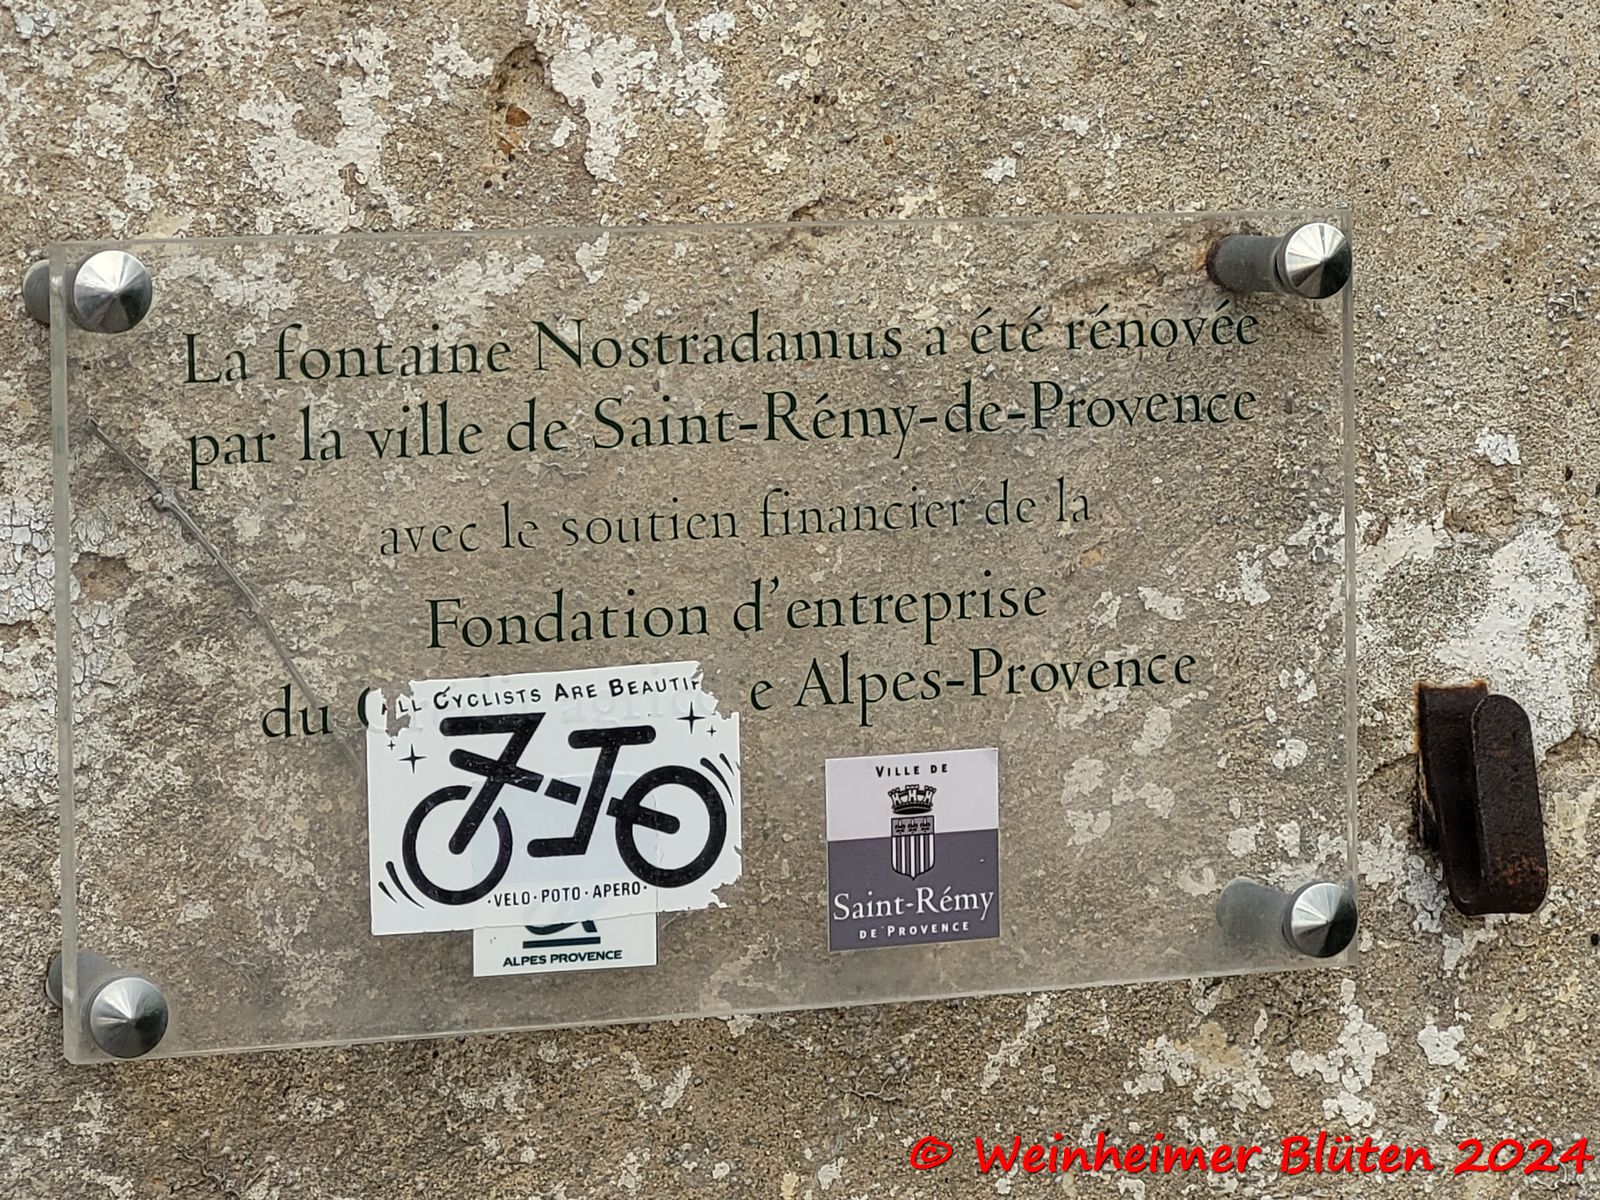 La fontaine Nostradamus a été rénovée
par la ville de Saint-Rémy-de-Provence
avec le soutien financier de la
Fondation d'entreprise
du
e Alpes-Provence
LL CYCLISTS ARE BEAUTIF
·VELO·POTO·APERO·
ALPES PROVENCE
VILLE DE
Saint-Rémy
DE PROVENCE
© Weinheimer Blüten 2024